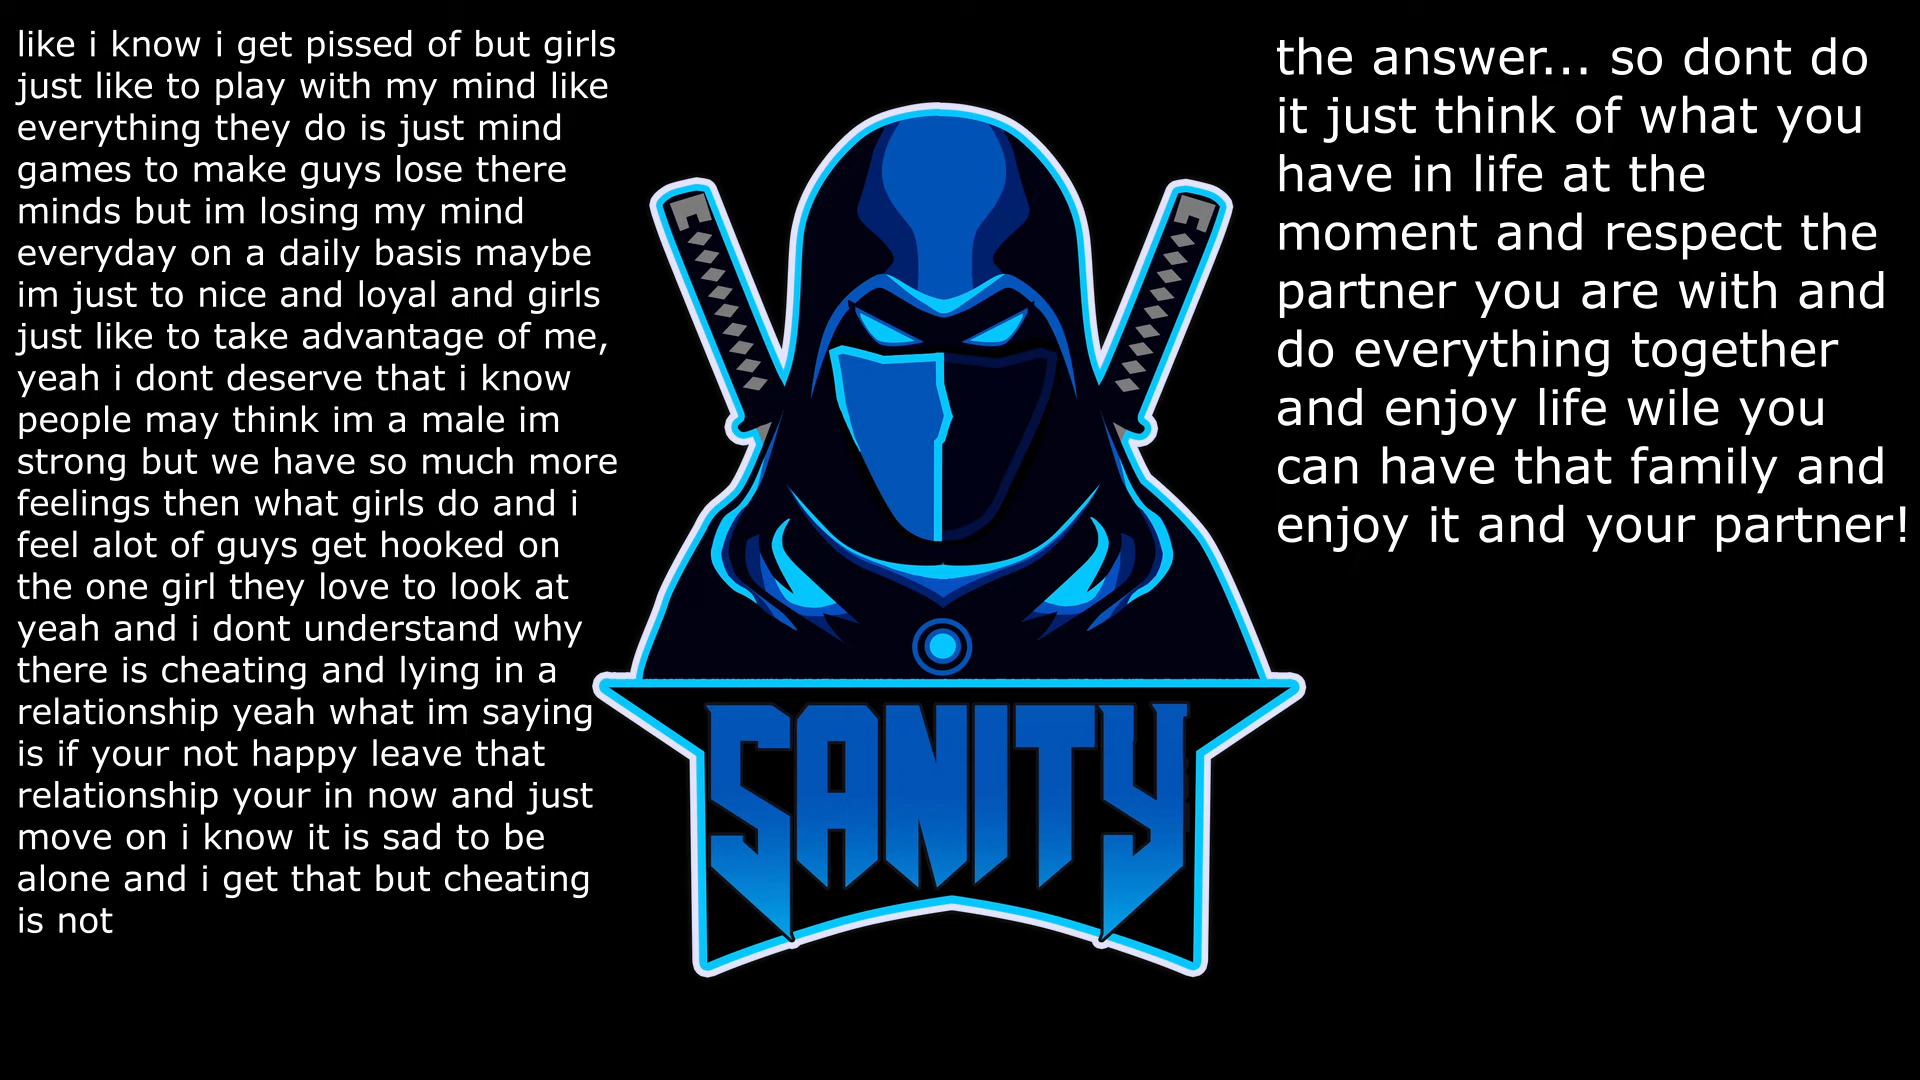 like i know i get pissed of but girls
just like to play with my mind like
everything they do is just mind
games to make guys lose there
minds but im losing my mind
everyday on a daily basis maybe
im just to nice and loyal and girls
just like to take advantage of me,
yeah i dont deserve that i know
people may think im a male im
strong but we have so much more
feelings then what girls do and i
feel alot of guys get hooked on
the one girl they love to look at
yeah and i dont understand why
there is cheating and lying in a
relationship yeah what im saying
is if your not happy leave that
relationship your in now and just
move on i know it is sad to be
alone and i get that but cheating
is not
SANITY
the answer... so dont do
it just think of what you
have in life at the
moment and respect the
partner you are with and
do everything together
and enjoy life wile you
can have that family and
enjoy it and your partner!